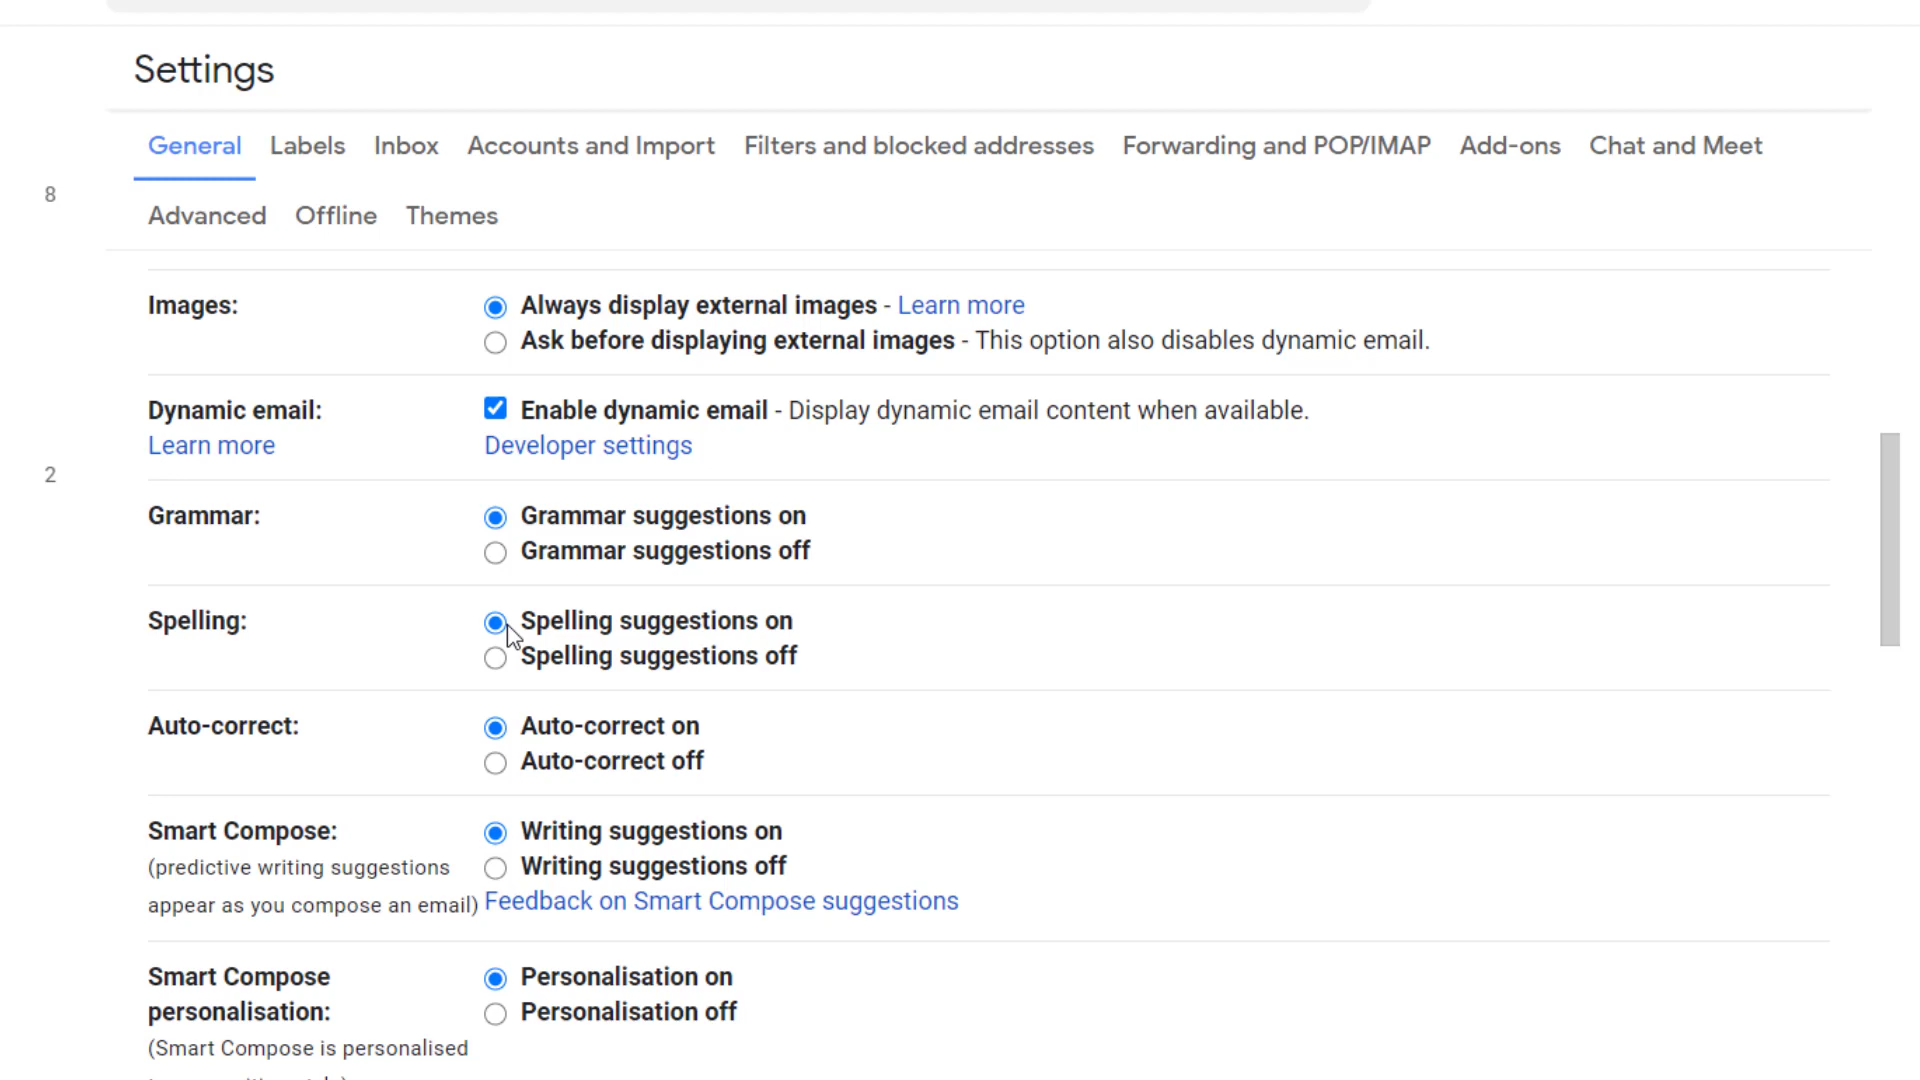 Settings
General Labels Inbox Accounts and Import Filters and blocked addresses Forwarding and POP/IMAP Add-ons Chat and Meet
8
Advanced Offline Themes
Images: Always display external images - Learn more
Ask before displaying external images - This option also disables dynamic email.
Dynamic email: Enable dynamic email - Display dynamic email content when available.
Learn more Developer settings
2
Grammar: Grammar suggestions on
Grammar suggestions off
Spelling: Spelling suggestions on
Spelling suggestions off
Auto-correct: Auto-correct on
Auto-correct off
Smart Compose: Writing suggestions on
(predictive writing suggestions Writing suggestions off
appear as you compose an email) Feedback on Smart Compose suggestions
Smart Compose Personalisation on
personalisation: Personalisation off
(Smart Compose is personalised